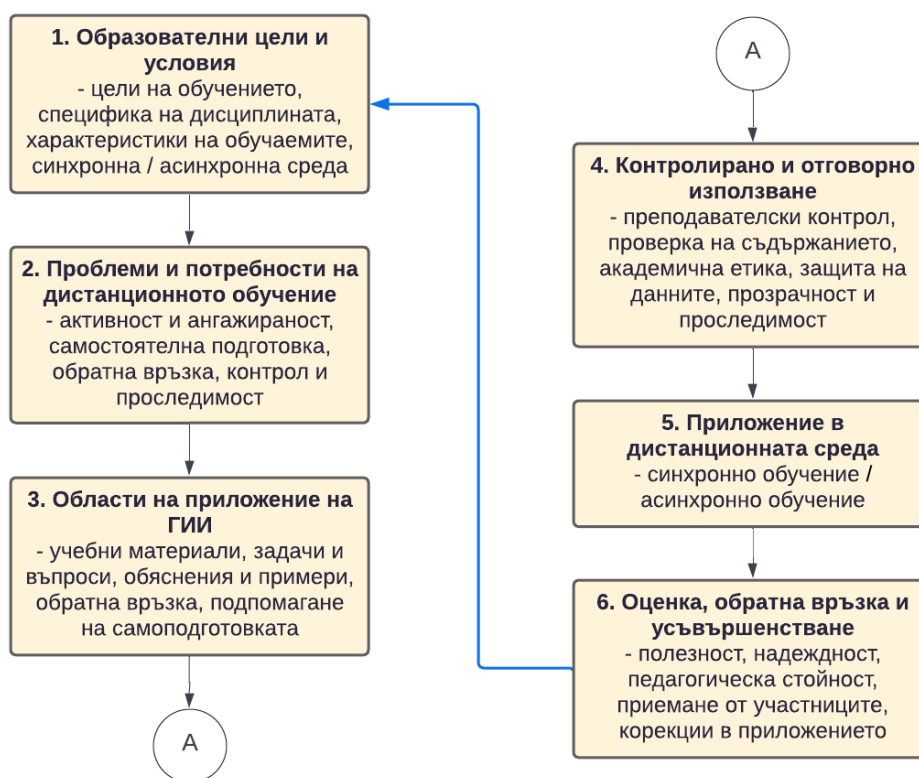 1. Образователни цели и
условия
- цели на обучението,
специфика на дисциплината,
характеристики на обучаемите,
синхронна / асинхронна среда
2. Проблеми и потребности на
дистанционното обучение
- активност и ангажираност,
самостоятелна подготовка,
обратна връзка, контрол и
проследимост
3. Области на приложение на
ГИИ
- учебни материали, задачи и
въпроси, обяснения и примери,
обратна връзка, подпомагане
на самоподготовката
A
A
4. Контролирано и отговорно
използване
- преподавателски контрол,
проверка на съдържанието,
академична етика, защита на
данните, прозрачност и
проследимост
5. Приложение в
дистанционната среда
- синхронно обучение /
асинхронно обучение
6. Оценка, обратна връзка и
усъвършенстване
- полезност, надеждност,
педагогическа стойност,
приемане от участниците,
корекции в приложението